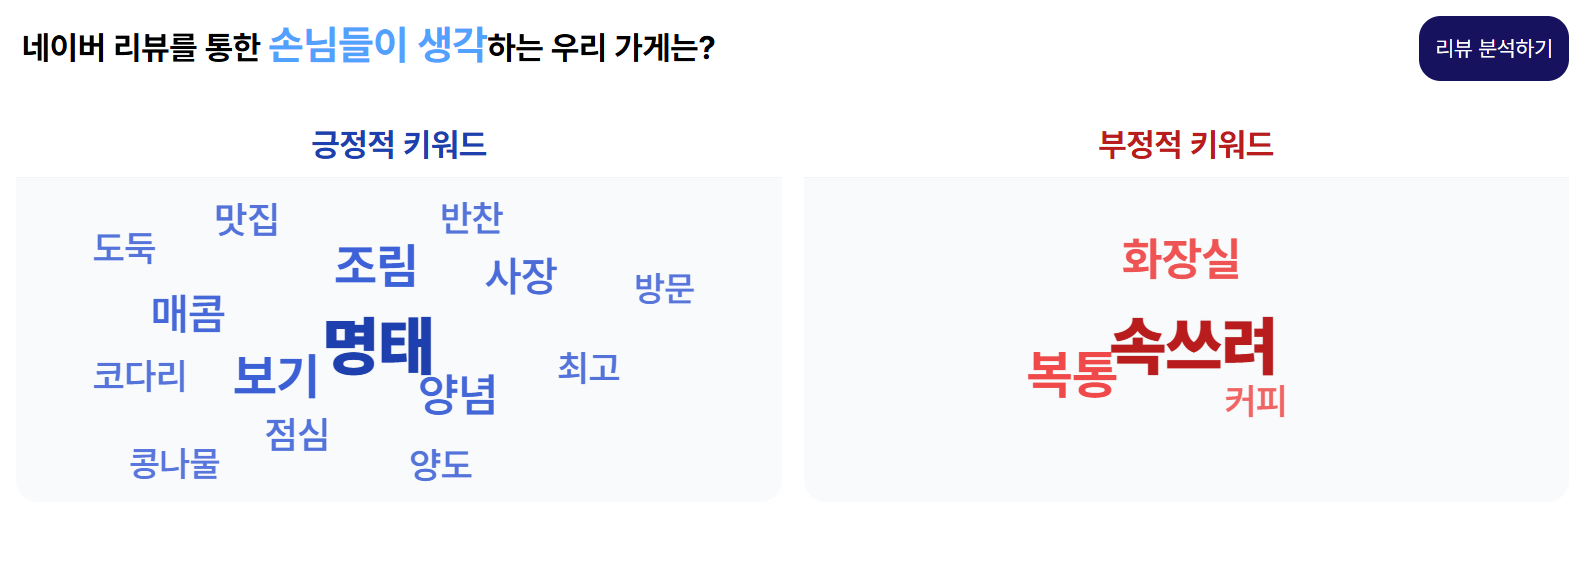 네이버 리뷰를 통한 손님들이 생각하는 우리 가게는?
리뷰 분석하기
긍정적 키워드
맛집
반찬
도둑
조림
사장
방문
매콤
명태
코다리
보기
양념
최고
점심
콩나물
양도
부정적 키워드
화장실
속쓰려
복통
커피